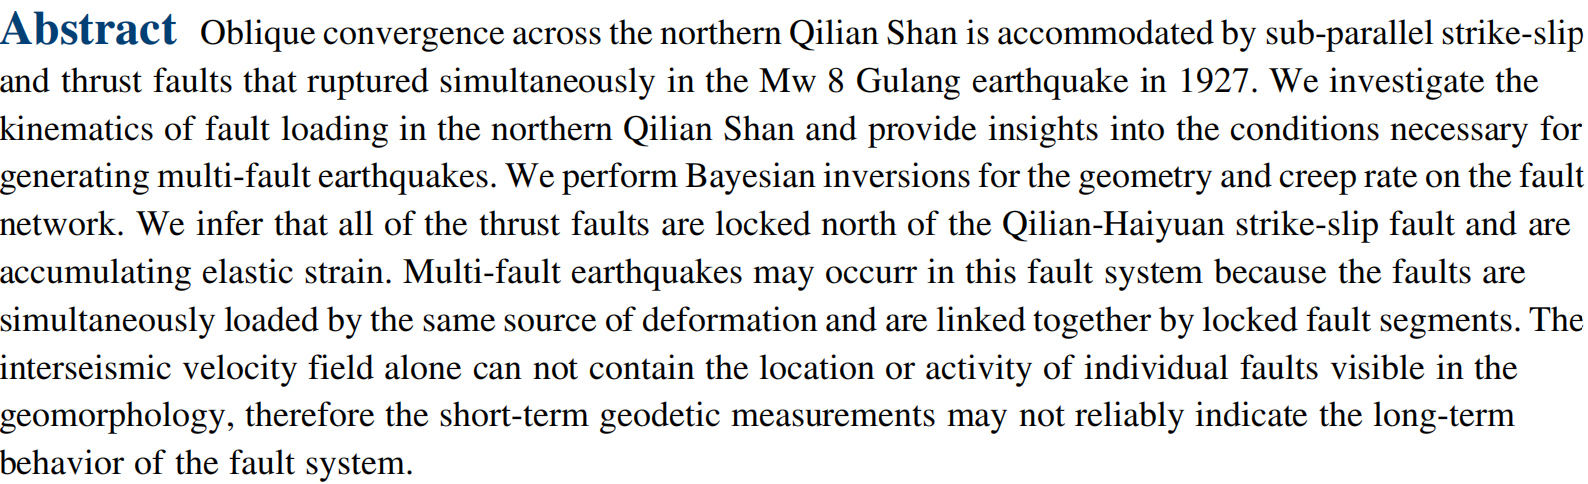 Abstract Oblique convergence across the northern Qilian Shan is accommodated by sub-parallel strike-slip
and thrust faults that ruptured simultaneously in the Mw 8 Gulang earthquake in 1927. We investigate the
kinematics of fault loading in the northern Qilian Shan and provide insights into the conditions necessary for
generating multi-fault earthquakes. We perform Bayesian inversions for the geometry and creep rate on the fault
network. We infer that all of the thrust faults are locked north of the Qilian-Haiyuan strike-slip fault and are
accumulating elastic strain. Multi-fault earthquakes may occurr in this fault system because the faults are
simultaneously loaded by the same source of deformation and are linked together by locked fault segments. The
interseismic velocity field alone can not contain the location or activity of individual faults visible in the
geomorphology, therefore the short-term geodetic measurements may not reliably indicate the long-term
behavior of the fault system.